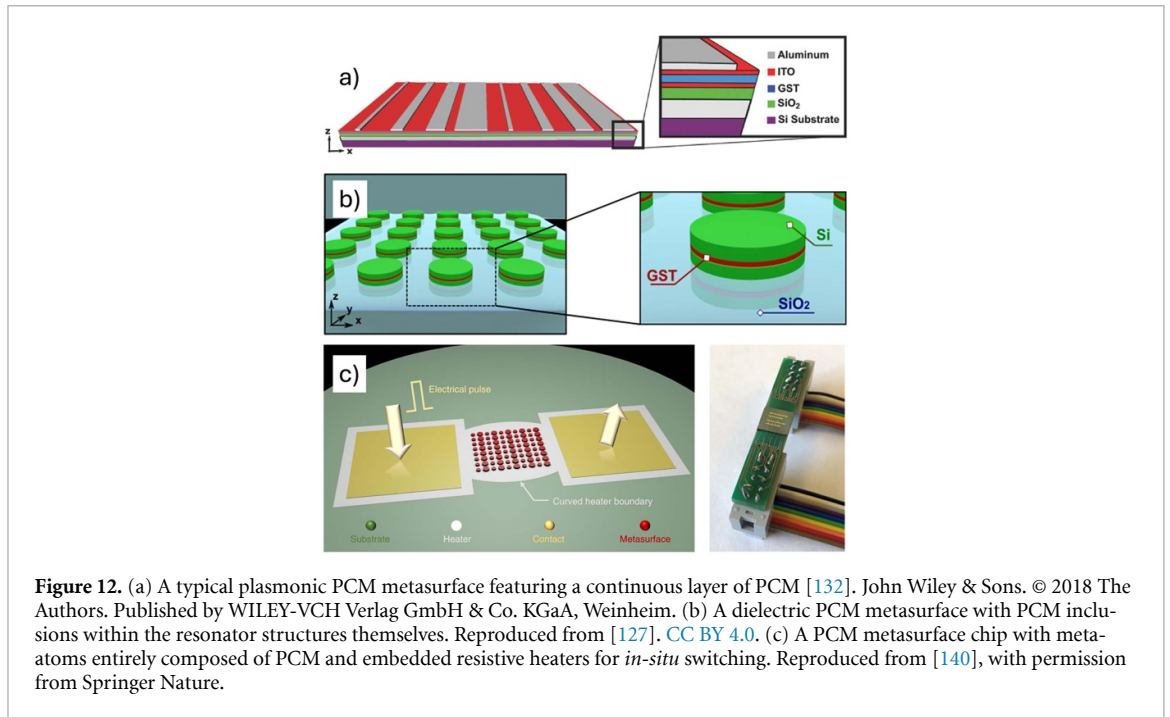 a)
Aluminum
ITO
GST
SiO₂
Si Substrate
z
x
b)
Si
GST
SiO₂
z
y
x
c)
Electrical pulse
Curved heater boundary
Substrate
Heater
Contact
Metasurface
Figure 12. (a) A typical plasmonic PCM metasurface featuring a continuous layer of PCM [132]. John Wiley & Sons. © 2018 The
Authors. Published by WILEY-VCH Verlag GmbH & Co. KGaA, Weinheim. (b) A dielectric PCM metasurface with PCM inclu-
sions within the resonator structures themselves. Reproduced from [127]. CC BY 4.0. (c) A PCM metasurface chip with meta-
atoms entirely composed of PCM and embedded resistive heaters for in-situ switching. Reproduced from [140], with permission
from Springer Nature.